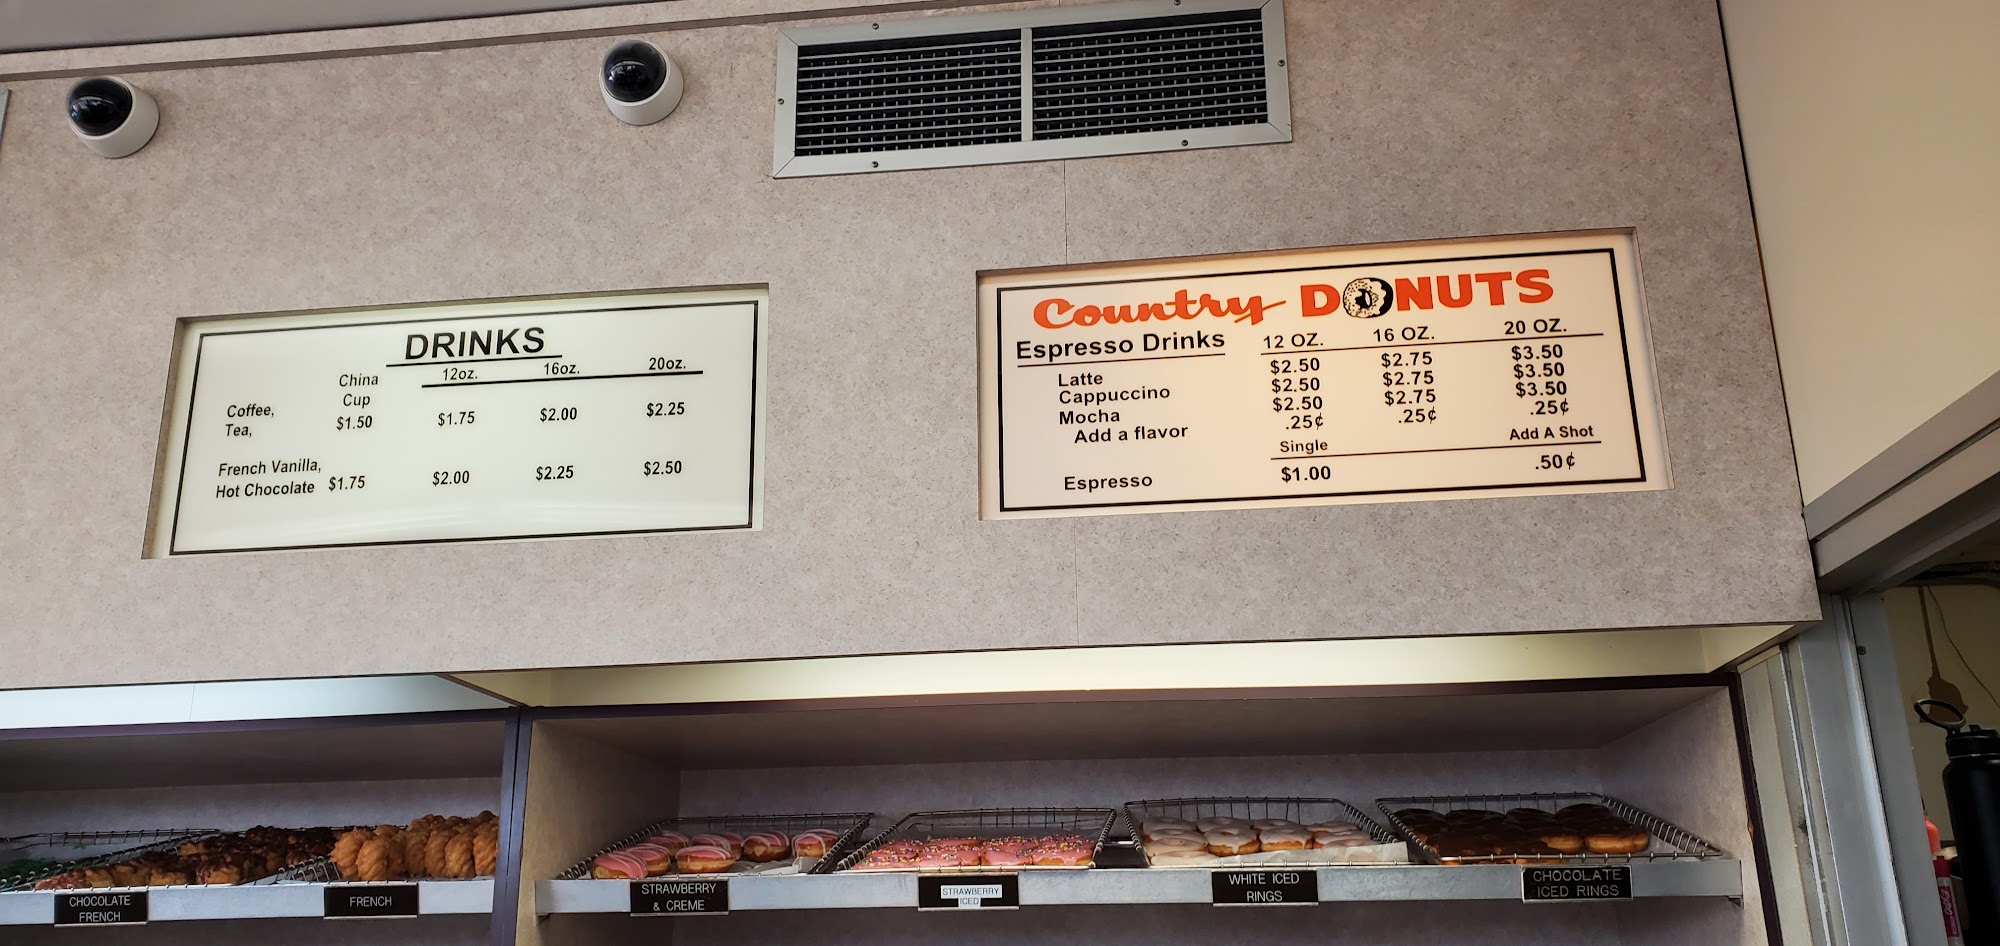 DRINKS
China Cup 12oz. 16oz. 20oz.
Coffee,
Tea, $1.50 $1.75 $2.00 $2.25
French Vanilla,
Hot Chocolate $1.75 $2.00 $2.25 $2.50
Country DONUTS
Espresso Drinks 12 OZ. 16 OZ. 20 OZ.
Latte $2.50 $2.75 $3.50
Cappuccino $2.50 $2.75 $3.50
Mocha $2.50 $2.75 $3.50
Add a flavor .25¢ .25¢ .25¢
Single Add A Shot
Espresso $1.00 .50¢
CHOCOLATE
FRENCH
FRENCH
STRAWBERRY
& CREME
STRAWBERRY
ICED
WHITE ICED
RINGS
CHOCOLATE
ICED RINGS